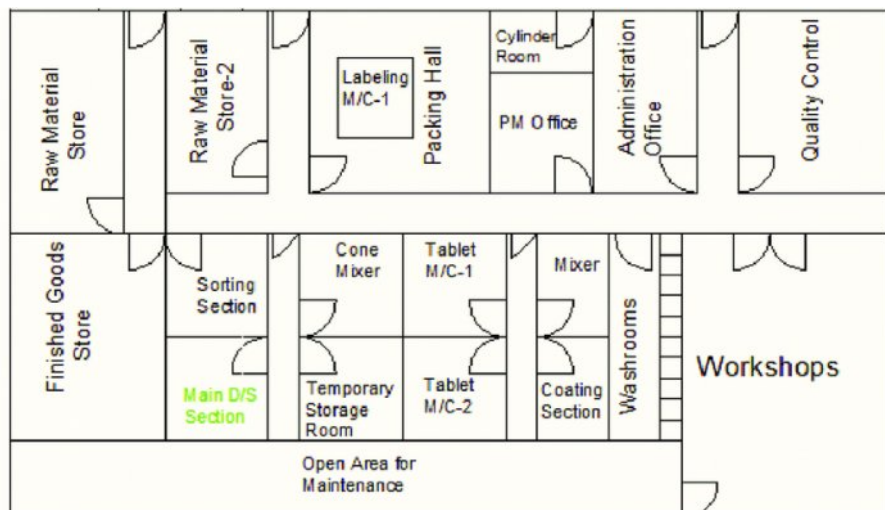 Raw Material
Store
Raw Material
Store-2
Labeling
M/C-1
Packing Hall
Cylinder
Room
PM Office
Administration
Office
Quality Control
Finished Goods
Store
Sorting
Section
Main D/S
Section
Cone
Mixer
Temporary
Storage
Room
Tablet
M/C-1
Tablet
M/C-2
Mixer
Coating
Section
Washrooms
Workshops
Open Area for
Maintenance